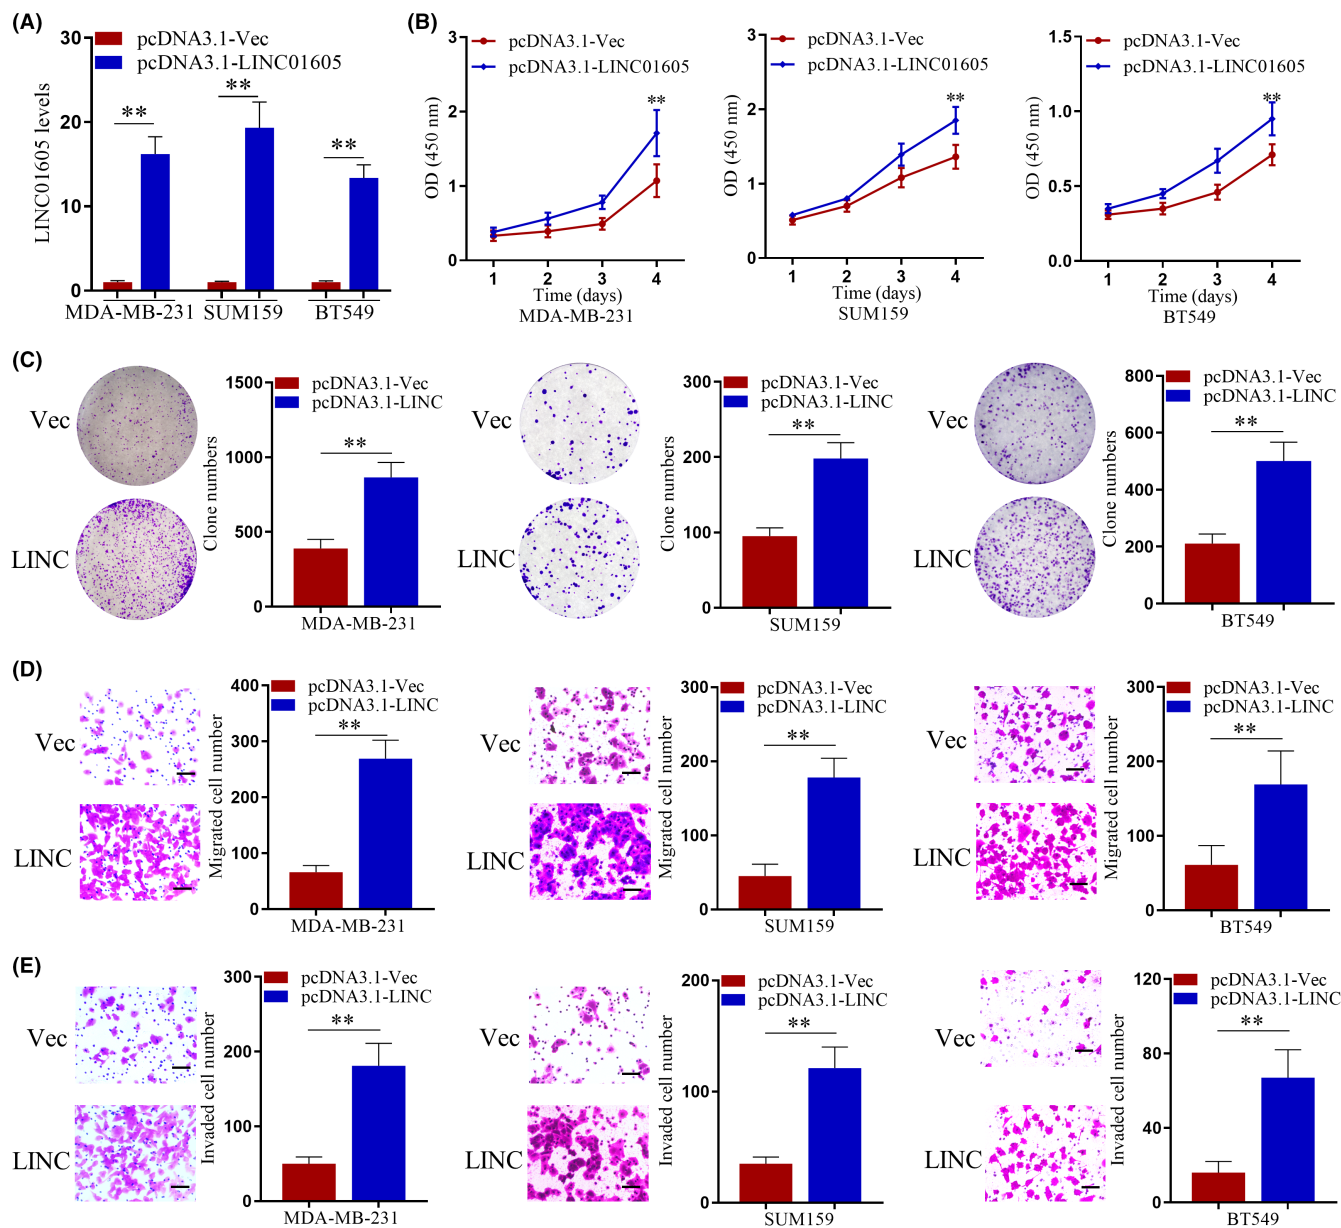 (A)
30
20
10
0
LINC01605 levels
pcDNA3.1-Vec
pcDNA3.1-LINC01605
**
**
**
MDA-MB-231
SUM159
BT549
(B)
pcDNA3.1-Vec
pcDNA3.1-LINC01605
3
2
1
0
OD (450 nm)
**
1 2 3 4
Time (days)
MDA-MB-231
pcDNA3.1-Vec
pcDNA3.1-LINC01605
3
2
1
0
OD (450 nm)
**
1 2 3 4
Time (days)
SUM159
pcDNA3.1-Vec
pcDNA3.1-LINC01605
1.5
1.0
0.5
0.0
OD (450 nm)
**
1 2 3 4
Time (days)
BT549
(C)
Vec
LINC
1500
1000
500
0
Clone numbers
pcDNA3.1-Vec
pcDNA3.1-LINC
**
MDA-MB-231
Vec
LINC
300
200
100
0
Clone numbers
pcDNA3.1-Vec
pcDNA3.1-LINC
**
SUM159
Vec
LINC
800
600
400
200
0
Clone numbers
pcDNA3.1-Vec
pcDNA3.1-LINC
**
BT549
(D)
Vec
LINC
400
300
200
100
0
Migrated cell number
pcDNA3.1-Vec
pcDNA3.1-LINC
**
MDA-MB-231
Vec
LINC
300
200
100
0
Migrated cell number
pcDNA3.1-Vec
pcDNA3.1-LINC
**
SUM159
Vec
LINC
300
200
100
0
Migrated cell number
pcDNA3.1-Vec
pcDNA3.1-LINC
**
BT549
(E)
Vec
LINC
300
200
100
0
Invaded cell number
pcDNA3.1-Vec
pcDNA3.1-LINC
**
MDA-MB-231
Vec
LINC
200
100
0
Invaded cell number
pcDNA3.1-Vec
pcDNA3.1-LINC
**
SUM159
Vec
LINC
120
80
40
0
Invaded cell number
pcDNA3.1-Vec
pcDNA3.1-LINC
**
BT549